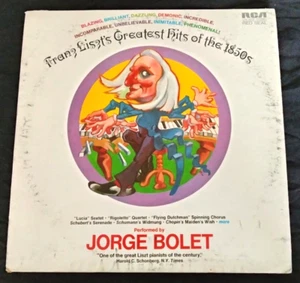 BLAZING, BRILLIANT, DAZZLING, DEMONIC, INCREDIBLE,
INCOMPARABLE, UNBELIEVABLE, INIMITABLE, PHENOMENAL!
RCA
Franz Liszt's Greatest Hits of the 1850s
"Lucia" Sextet • "Rigoletto" Quartet • "Flying Dutchman" Spinning Chorus
Schubert's Serenade • Schumann's Widmung • Chopin's Maiden's Wish • more
Performed by
JORGE BOLET
"One of the great Liszt pianists of the century."
Harold C. Schonberg, N.Y. Times